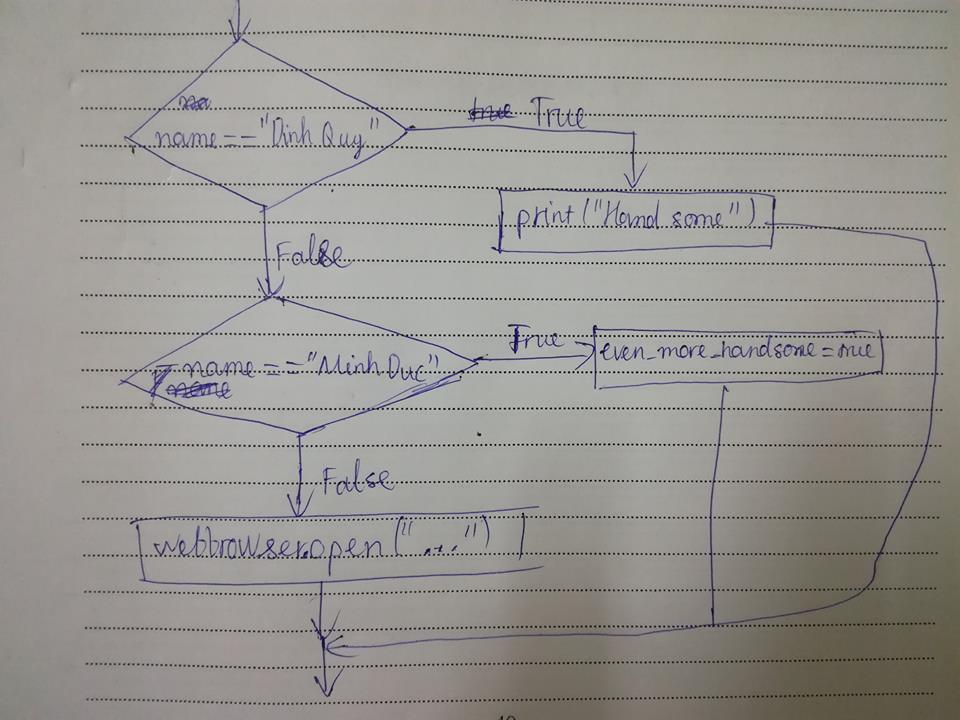 True
name=="Dinh Quy"
print("Hand some")
False
True
even_more_handsome=true
name=="Minh Duc"
False
webbrowser.open("...")